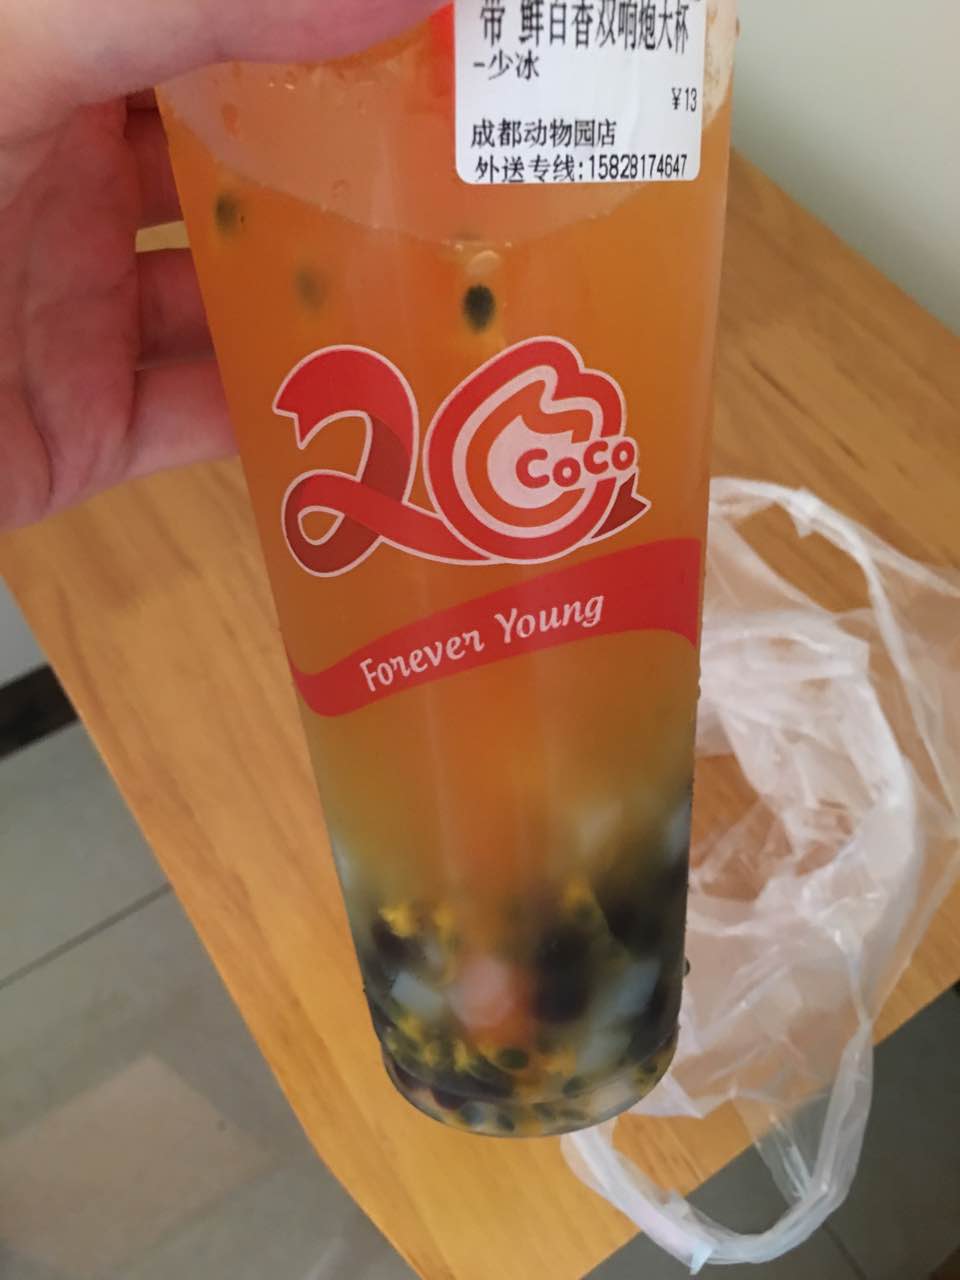 带 鲜白香双响炮大杯
-少冰
¥13
成都动物园店
外送专线:15828174647
20
CoCo
Forever Young